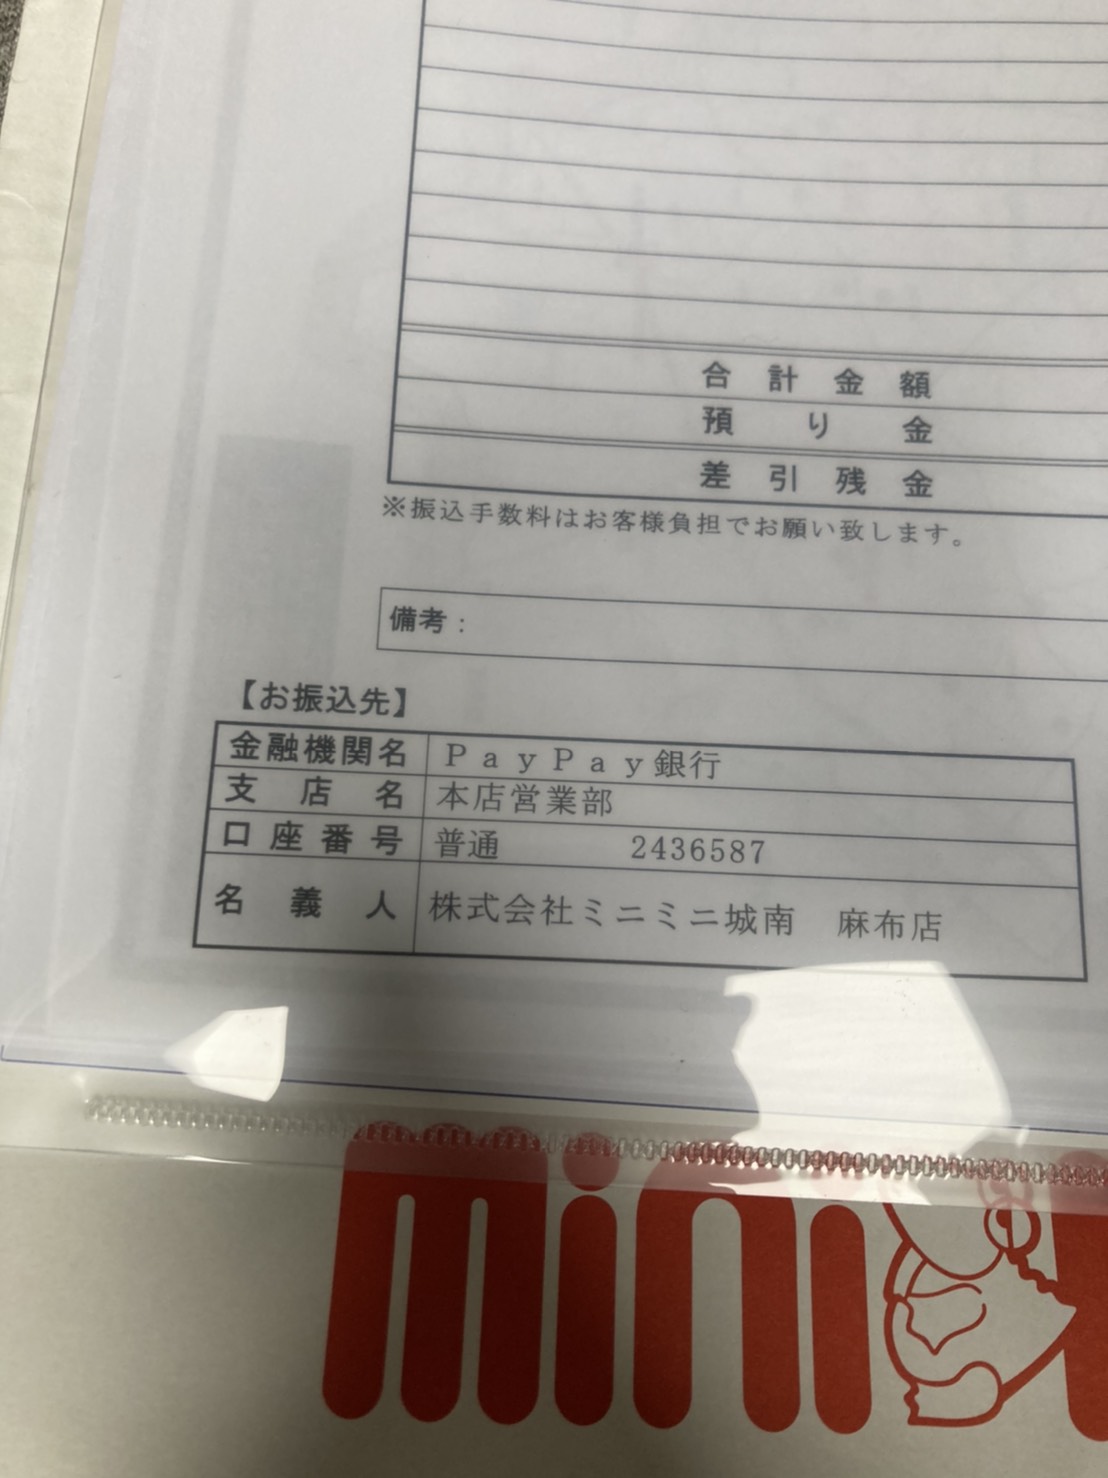 合計金額
預り金
差引残金
※振込手数料はお客様負担でお願い致します。
備考：
【お振込先】
金融機関名 ＰａｙＰａｙ銀行
支店名 本店営業部
口座番号 普通 2436587
名義人 株式会社ミニミニ城南 麻布店
mini